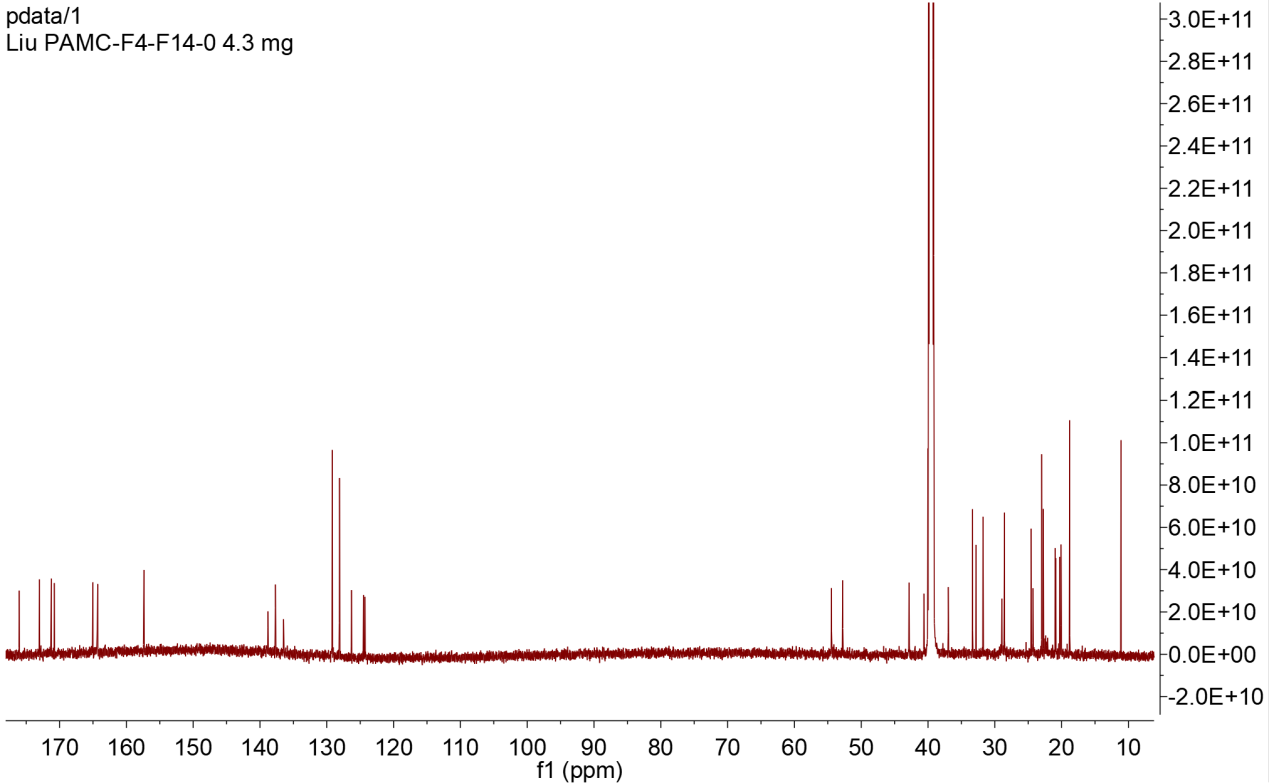 pdata/1
Liu PAMC-F4-F14-0 4.3 mg
3.0E+11
2.8E+11
2.6E+11
2.4E+11
2.2E+11
2.0E+11
1.8E+11
1.6E+11
1.4E+11
1.2E+11
1.0E+11
8.0E+10
6.0E+10
4.0E+10
2.0E+10
0.0E+00
-2.0E+10
170 160 150 140 130 120 110 100 90 80 70 60 50 40 30 20 10
f1 (ppm)